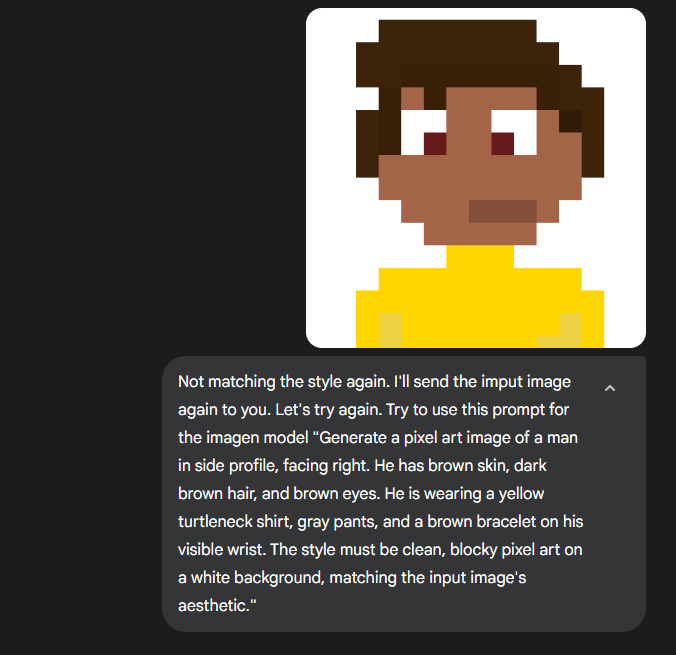 Not matching the style again. I'll send the imput image
again to you. Let's try again. Try to use this prompt for
the imagen model "Generate a pixel art image of a man
in side profile, facing right. He has brown skin, dark
brown hair, and brown eyes. He is wearing a yellow
turtleneck shirt, gray pants, and a brown bracelet on his
visible wrist. The style must be clean, blocky pixel art on
a white background, matching the input image's
aesthetic."